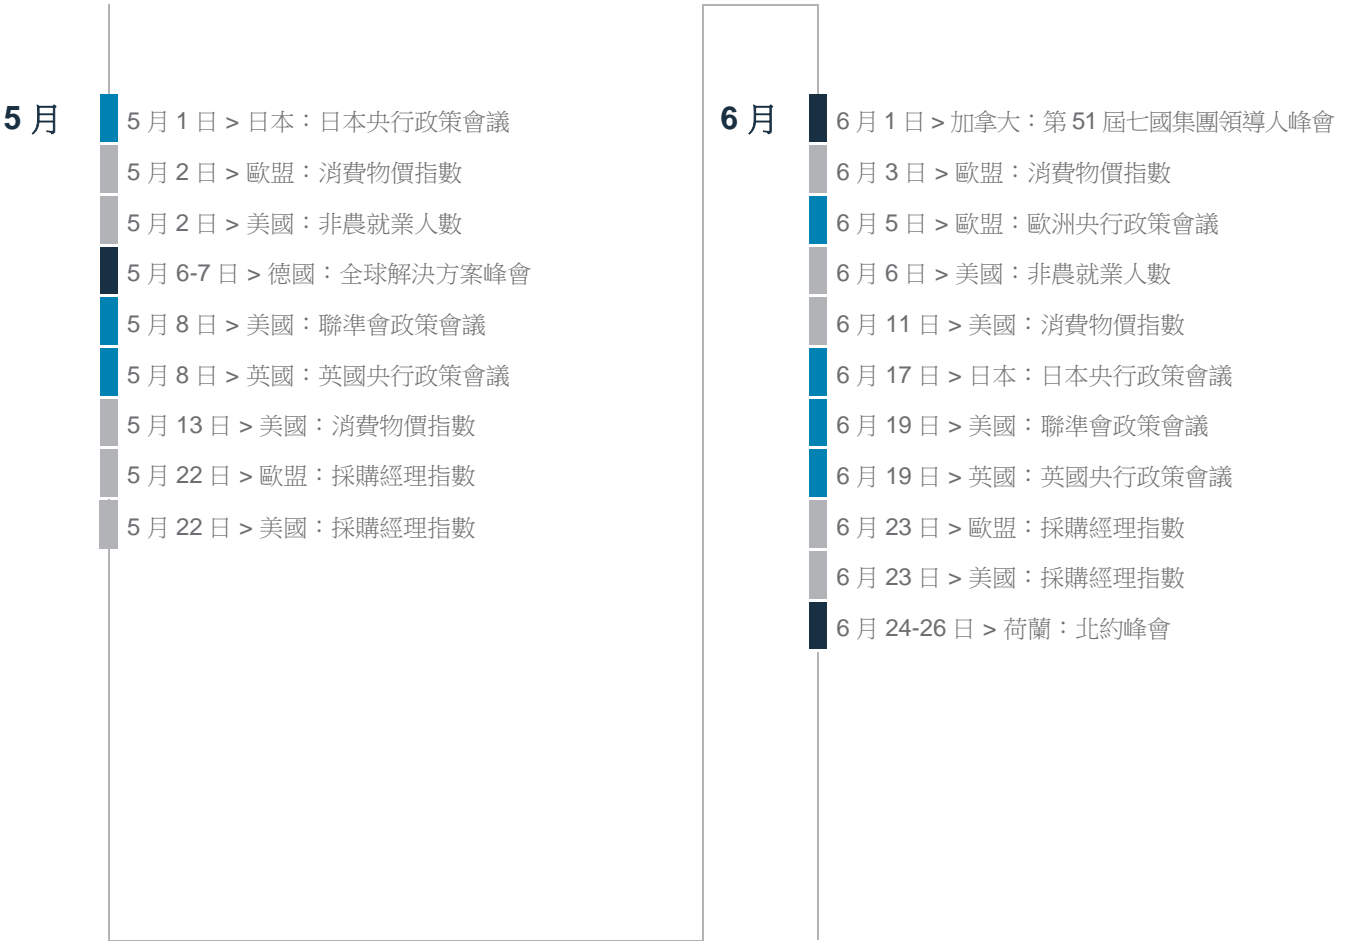 5 月
5 月 1 日 > 日本：日本央行政策會議
5 月 2 日 > 歐盟：消費物價指數
5 月 2 日 > 美國：非農就業人數
5 月 6-7 日 > 德國：全球解決方案峰會
5 月 8 日 > 美國：聯準會政策會議
5 月 8 日 > 英國：英國央行政策會議
5 月 13 日 > 美國：消費物價指數
5 月 22 日 > 歐盟：採購經理指數
5 月 22 日 > 美國：採購經理指數
6 月
6 月 1 日 > 加拿大：第 51 屆七國集團領導人峰會
6 月 3 日 > 歐盟：消費物價指數
6 月 5 日 > 歐盟：歐洲央行政策會議
6 月 6 日 > 美國：非農就業人數
6 月 11 日 > 美國：消費物價指數
6 月 17 日 > 日本：日本央行政策會議
6 月 19 日 > 美國：聯準會政策會議
6 月 19 日 > 英國：英國央行政策會議
6 月 23 日 > 歐盟：採購經理指數
6 月 23 日 > 美國：採購經理指數
6 月 24-26 日 > 荷蘭：北約峰會